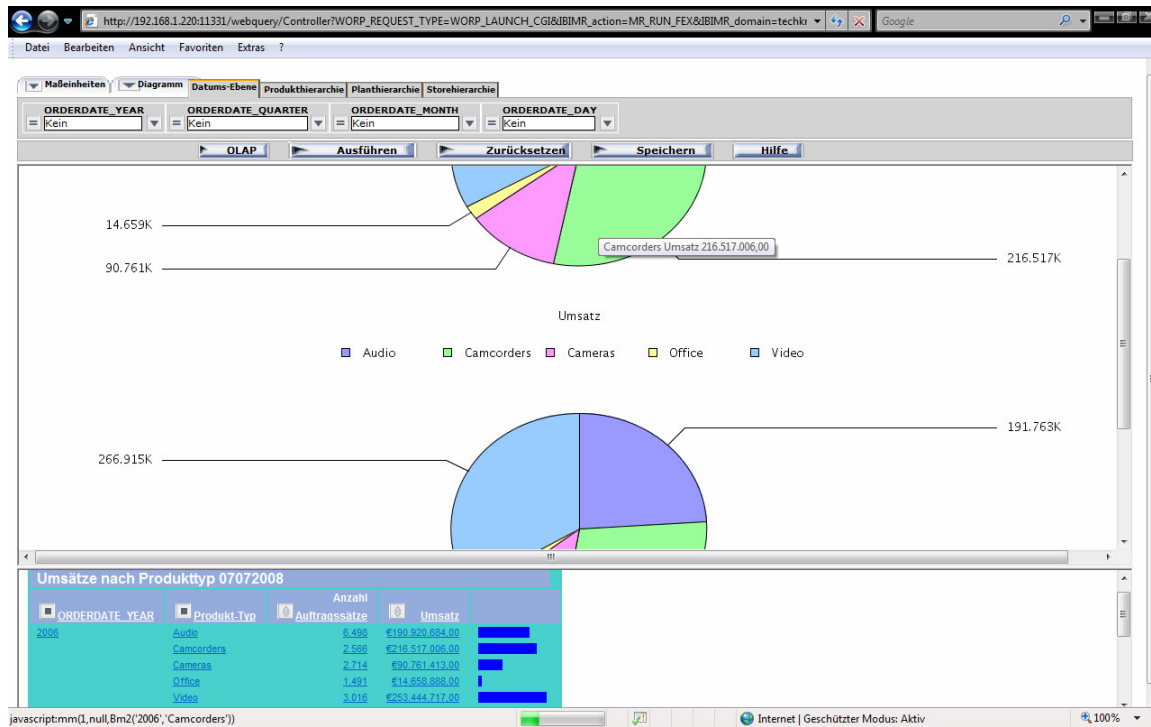 http://192.168.1.220:11331/webquery/Controller?WORP_REQUEST_TYPE=WORP_LAUNCH_CGI&IBIMR_action=MR_RUN_FEX&IBIMR_domain=techkr Google
Datei Bearbeiten Ansicht Favoriten Extras ?
Maßeinheiten Diagramm Datums-Ebene Produkthierarchie Planthierarchie Storehierarchie
ORDERDATE_YEAR ORDERDATE_QUARTER ORDERDATE_MONTH ORDERDATE_DAY
= Kein = Kein = Kein = Kein
OLAP Ausführen Zurücksetzen Speichern Hilfe
14.659K
Camcorders Umsatz 216.517.006,00
90.761K 216.517K
Umsatz
Audio Camcorders Cameras Office Video
191.763K
266.915K
Umsätze nach Produkttyp 07072008
Anzahl
ORDERDATE_YEAR Produkt-Typ Auftragssätze Umsatz
2006 Audio 6.498 €190.920.684,00
Camcorders 2.566 €216.517.006,00
Cameras 2.714 €90.761.413,00
Office 1.491 €14.658.888,00
Video 3.016 €253.444.717,00
javascript:mm(1,null,Bm2('2006','Camcorders')) Internet | Geschützter Modus: Aktiv 100%